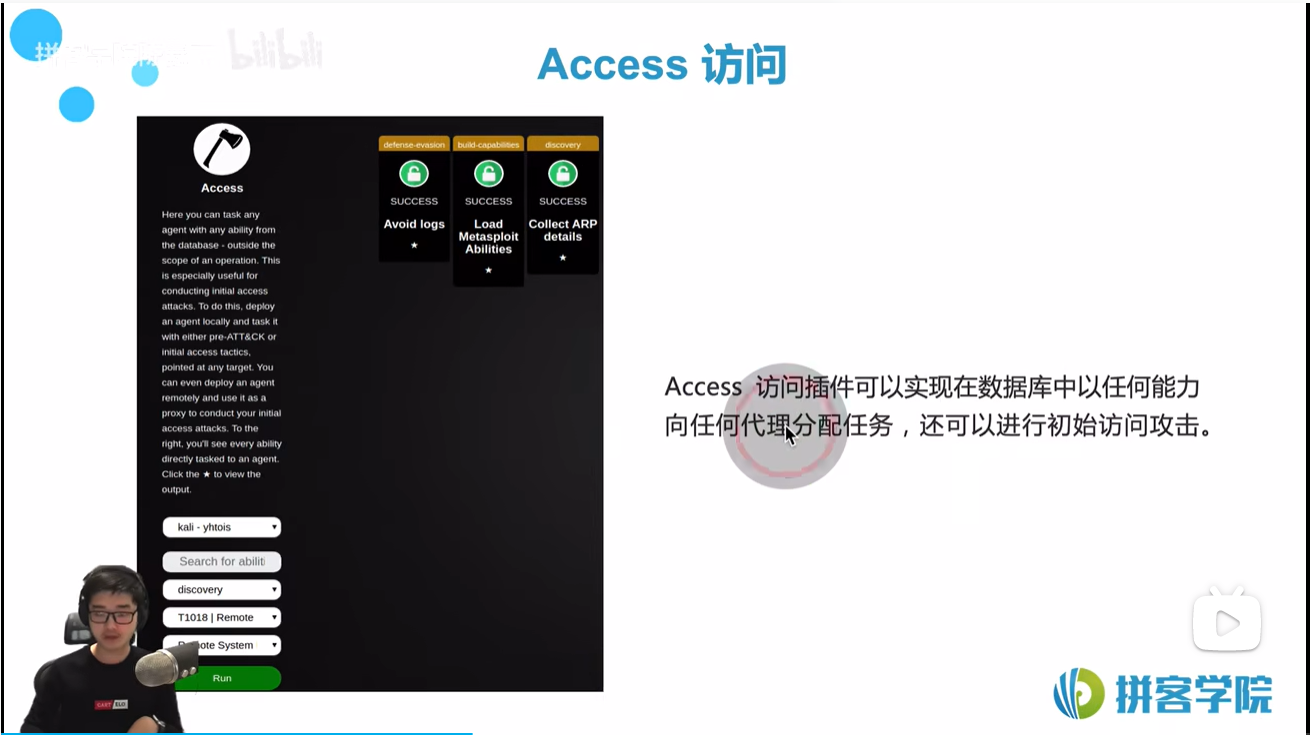 bilibili
Access 访问
Access
Here you can task any
agent with any ability from
the database - outside the
scope of an operation. This
is especially useful for
conducting initial access
attacks. To do this, deploy
an agent locally and task it
with either pre-ATT&CK or
initial access tactics,
pointed at any target. You
can even deploy an agent
remotely and use it as a
proxy to conduct your initial
access attacks. To the
right, you'll see every ability
directly tasked to an agent.
Click the ★ to view the
output.
kali - yhtois
Search for abiliti
discovery
T1018 | Remote
System
Run
defense-evasion
SUCCESS
Avoid logs
★
build-capabilities
SUCCESS
Load
Metasploit
Abilities
★
discovery
SUCCESS
Collect ARP
details
★
Access 访问插件可以实现在数据库中以任何能力
向任何代理分配任务，还可以进行初始访问攻击。
拼客学院